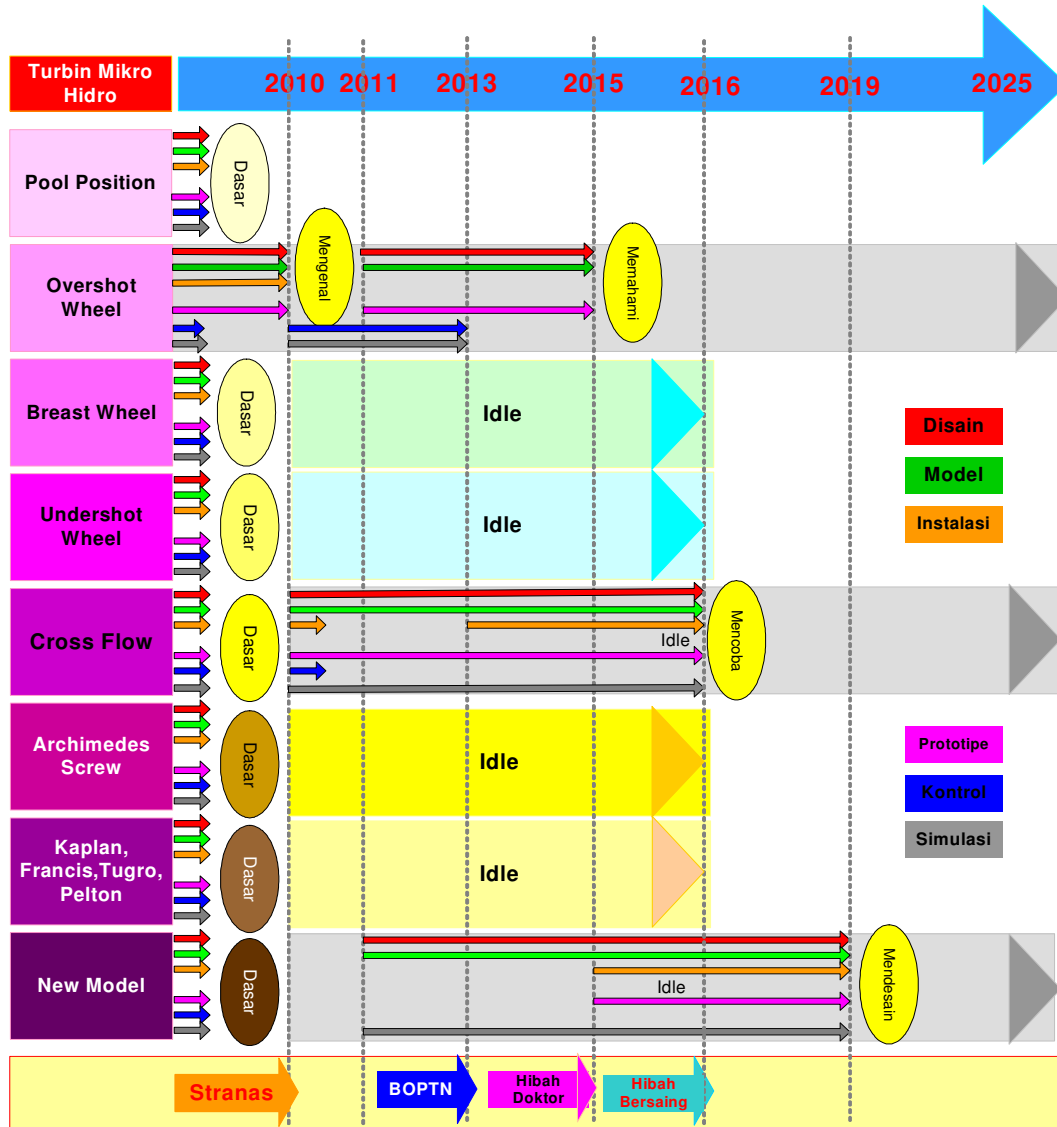 Turbin Mikro
Hidro
2010 2011 2013 2015 2016 2019 2025
Pool Position
Dasar
Overshot
Wheel
Mengenal
Memahami
Breast Wheel
Dasar
Idle
Disain
Model
Instalasi
Undershot
Wheel
Dasar
Idle
Cross Flow
Dasar
Idle
Mencoba
Archimedes
Screw
Dasar
Idle
Prototipe
Kontrol
Simulasi
Kaplan,
Francis,Tugro,
Pelton
Dasar
Idle
New Model
Dasar
Idle
Mendesain
Stranas
BOPTN
Hibah
Doktor
Hibah
Bersaing